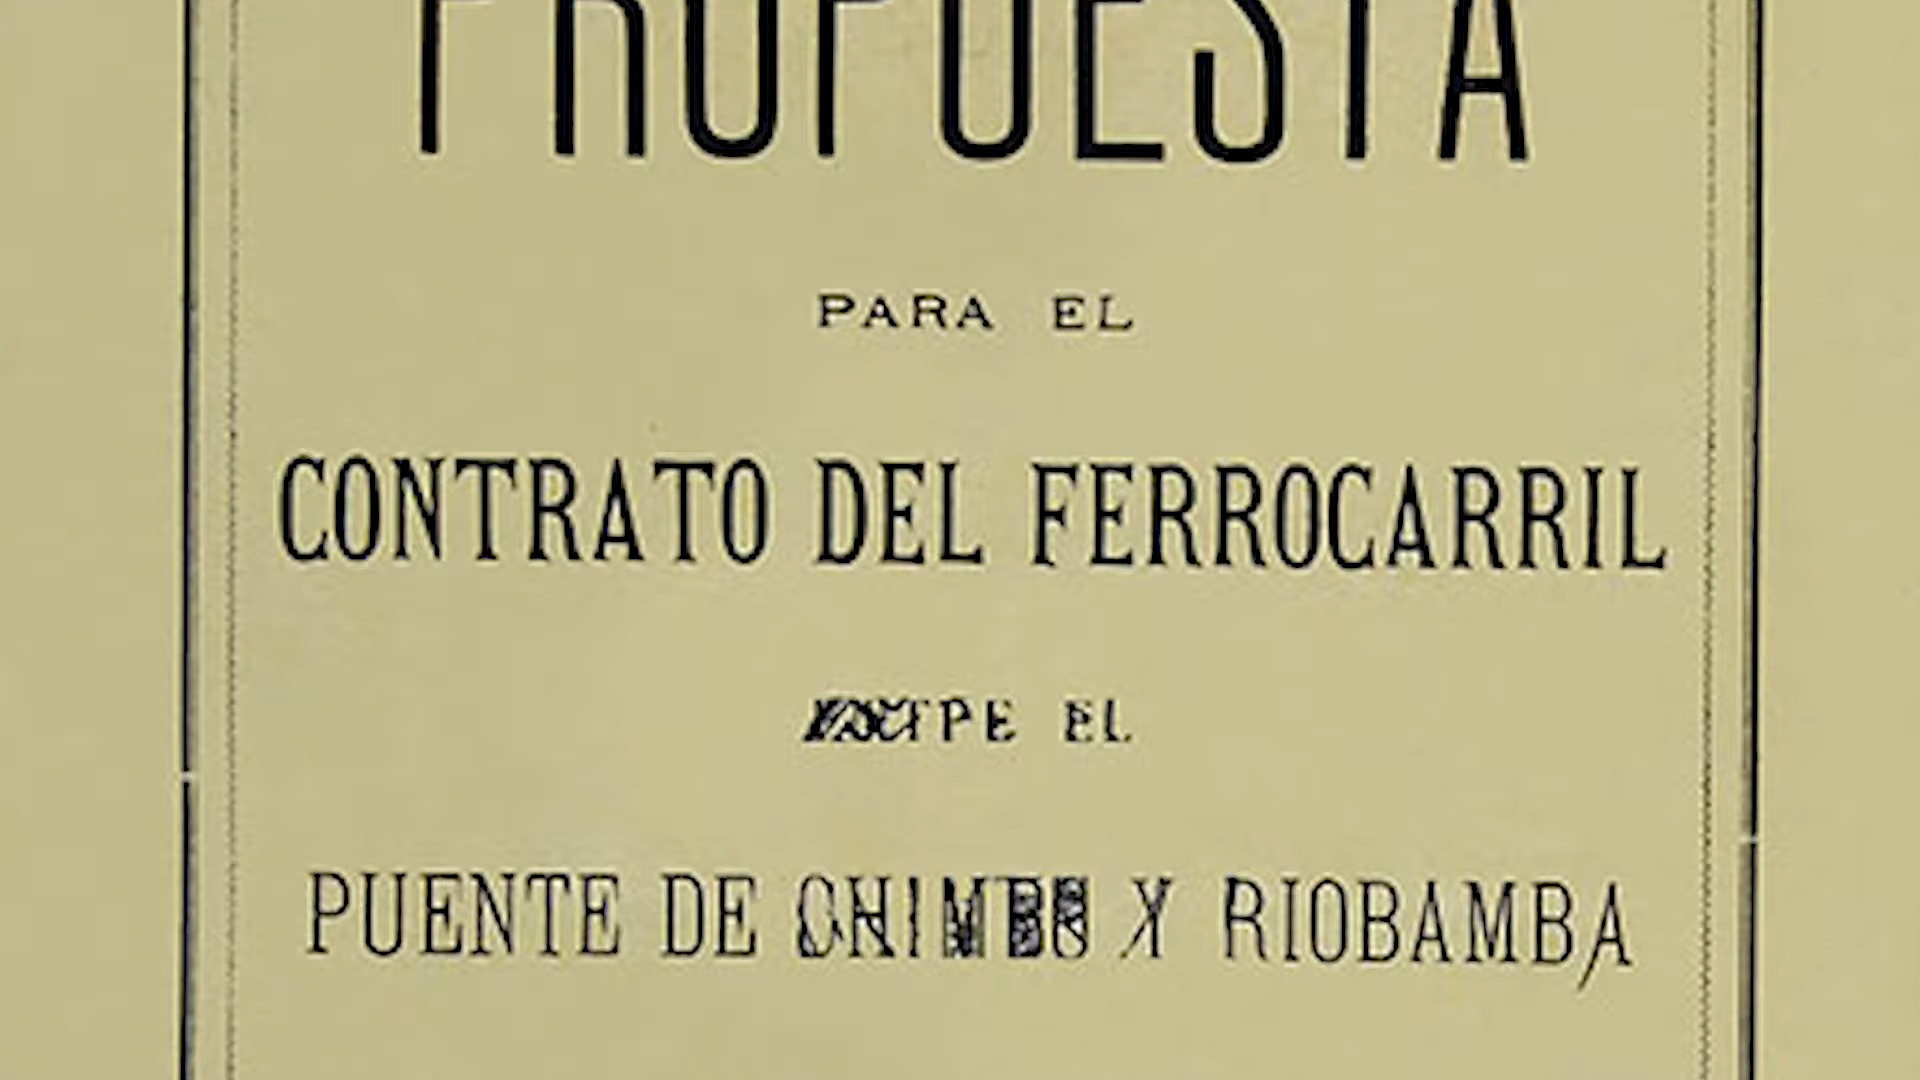 PROPUESTA
PARA EL
CONTRATO DEL FERROCARRIL
EL
PUENTE DE Y RIOBAMBA